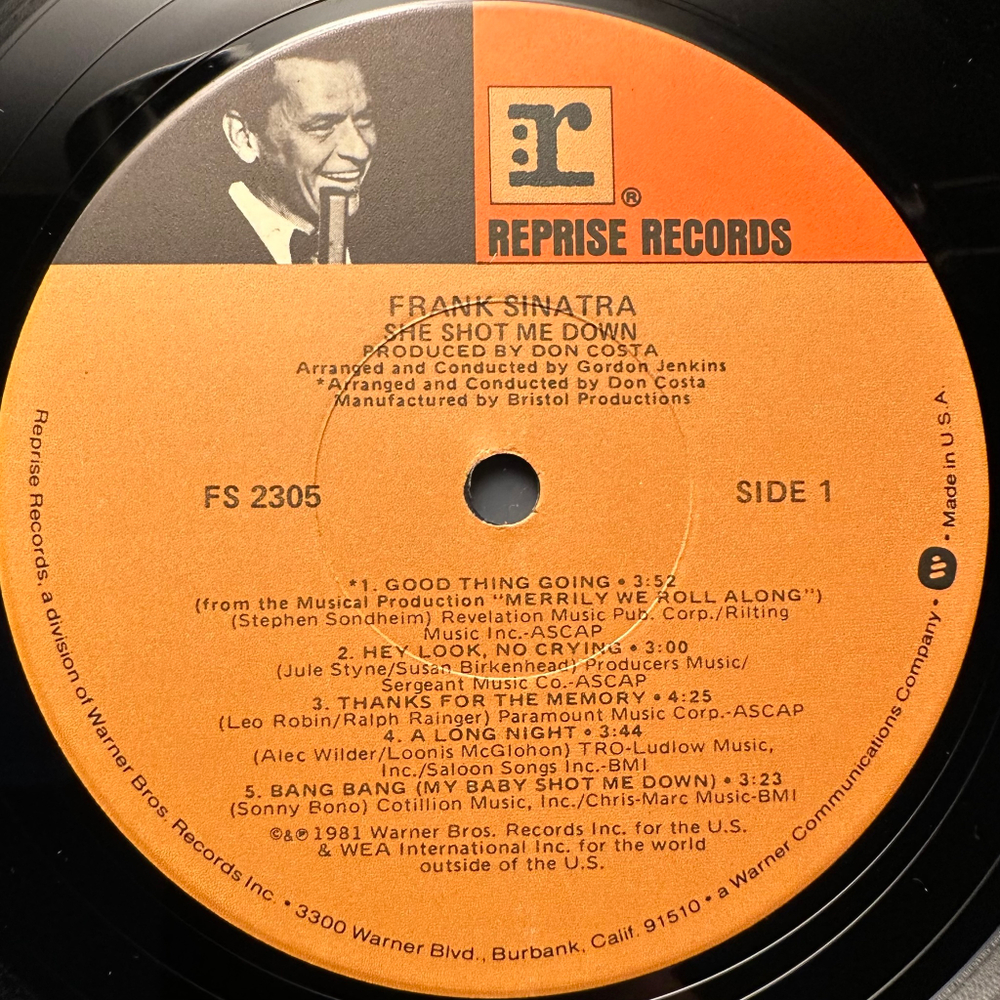 r
®
REPRISE RECORDS
FRANK SINATRA
SHE SHOT ME DOWN
PRODUCED BY DON COSTA
Arranged and Conducted by Gordon Jenkins
*Arranged and Conducted by Don Costa
Manufactured by Bristol Productions
FS 2305
SIDE 1
*1. GOOD THING GOING • 3:52
(from the Musical Production "MERRILY WE ROLL ALONG")
(Stephen Sondheim) Revelation Music Pub. Corp./Rilting
Music Inc.-ASCAP
2. HEY LOOK, NO CRYING • 3:00
(Jule Styne/Susan Birkenhead) Producers Music/
Sergeant Music Co.-ASCAP
3. THANKS FOR THE MEMORY • 4:25
(Leo Robin/Ralph Rainger) Paramount Music Corp.-ASCAP
4. A LONG NIGHT • 3:44
(Alec Wilder/Loonis McGlohon) TRO-Ludlow Music,
Inc./Saloon Songs Inc.-BMI
5. BANG BANG (MY BABY SHOT ME DOWN) • 3:23
(Sonny Bono) Cotillion Music, Inc./Chris-Marc Music-BMI
©&℗ 1981 Warner Bros. Records Inc. for the U.S.
& WEA International Inc. for the world
outside of the U.S.
Reprise Records, a division of Warner Bros. Records Inc. • 3300 Warner Blvd., Burbank, Calif. 91510 • a Warner Communications Company • • Made in U.S.A.